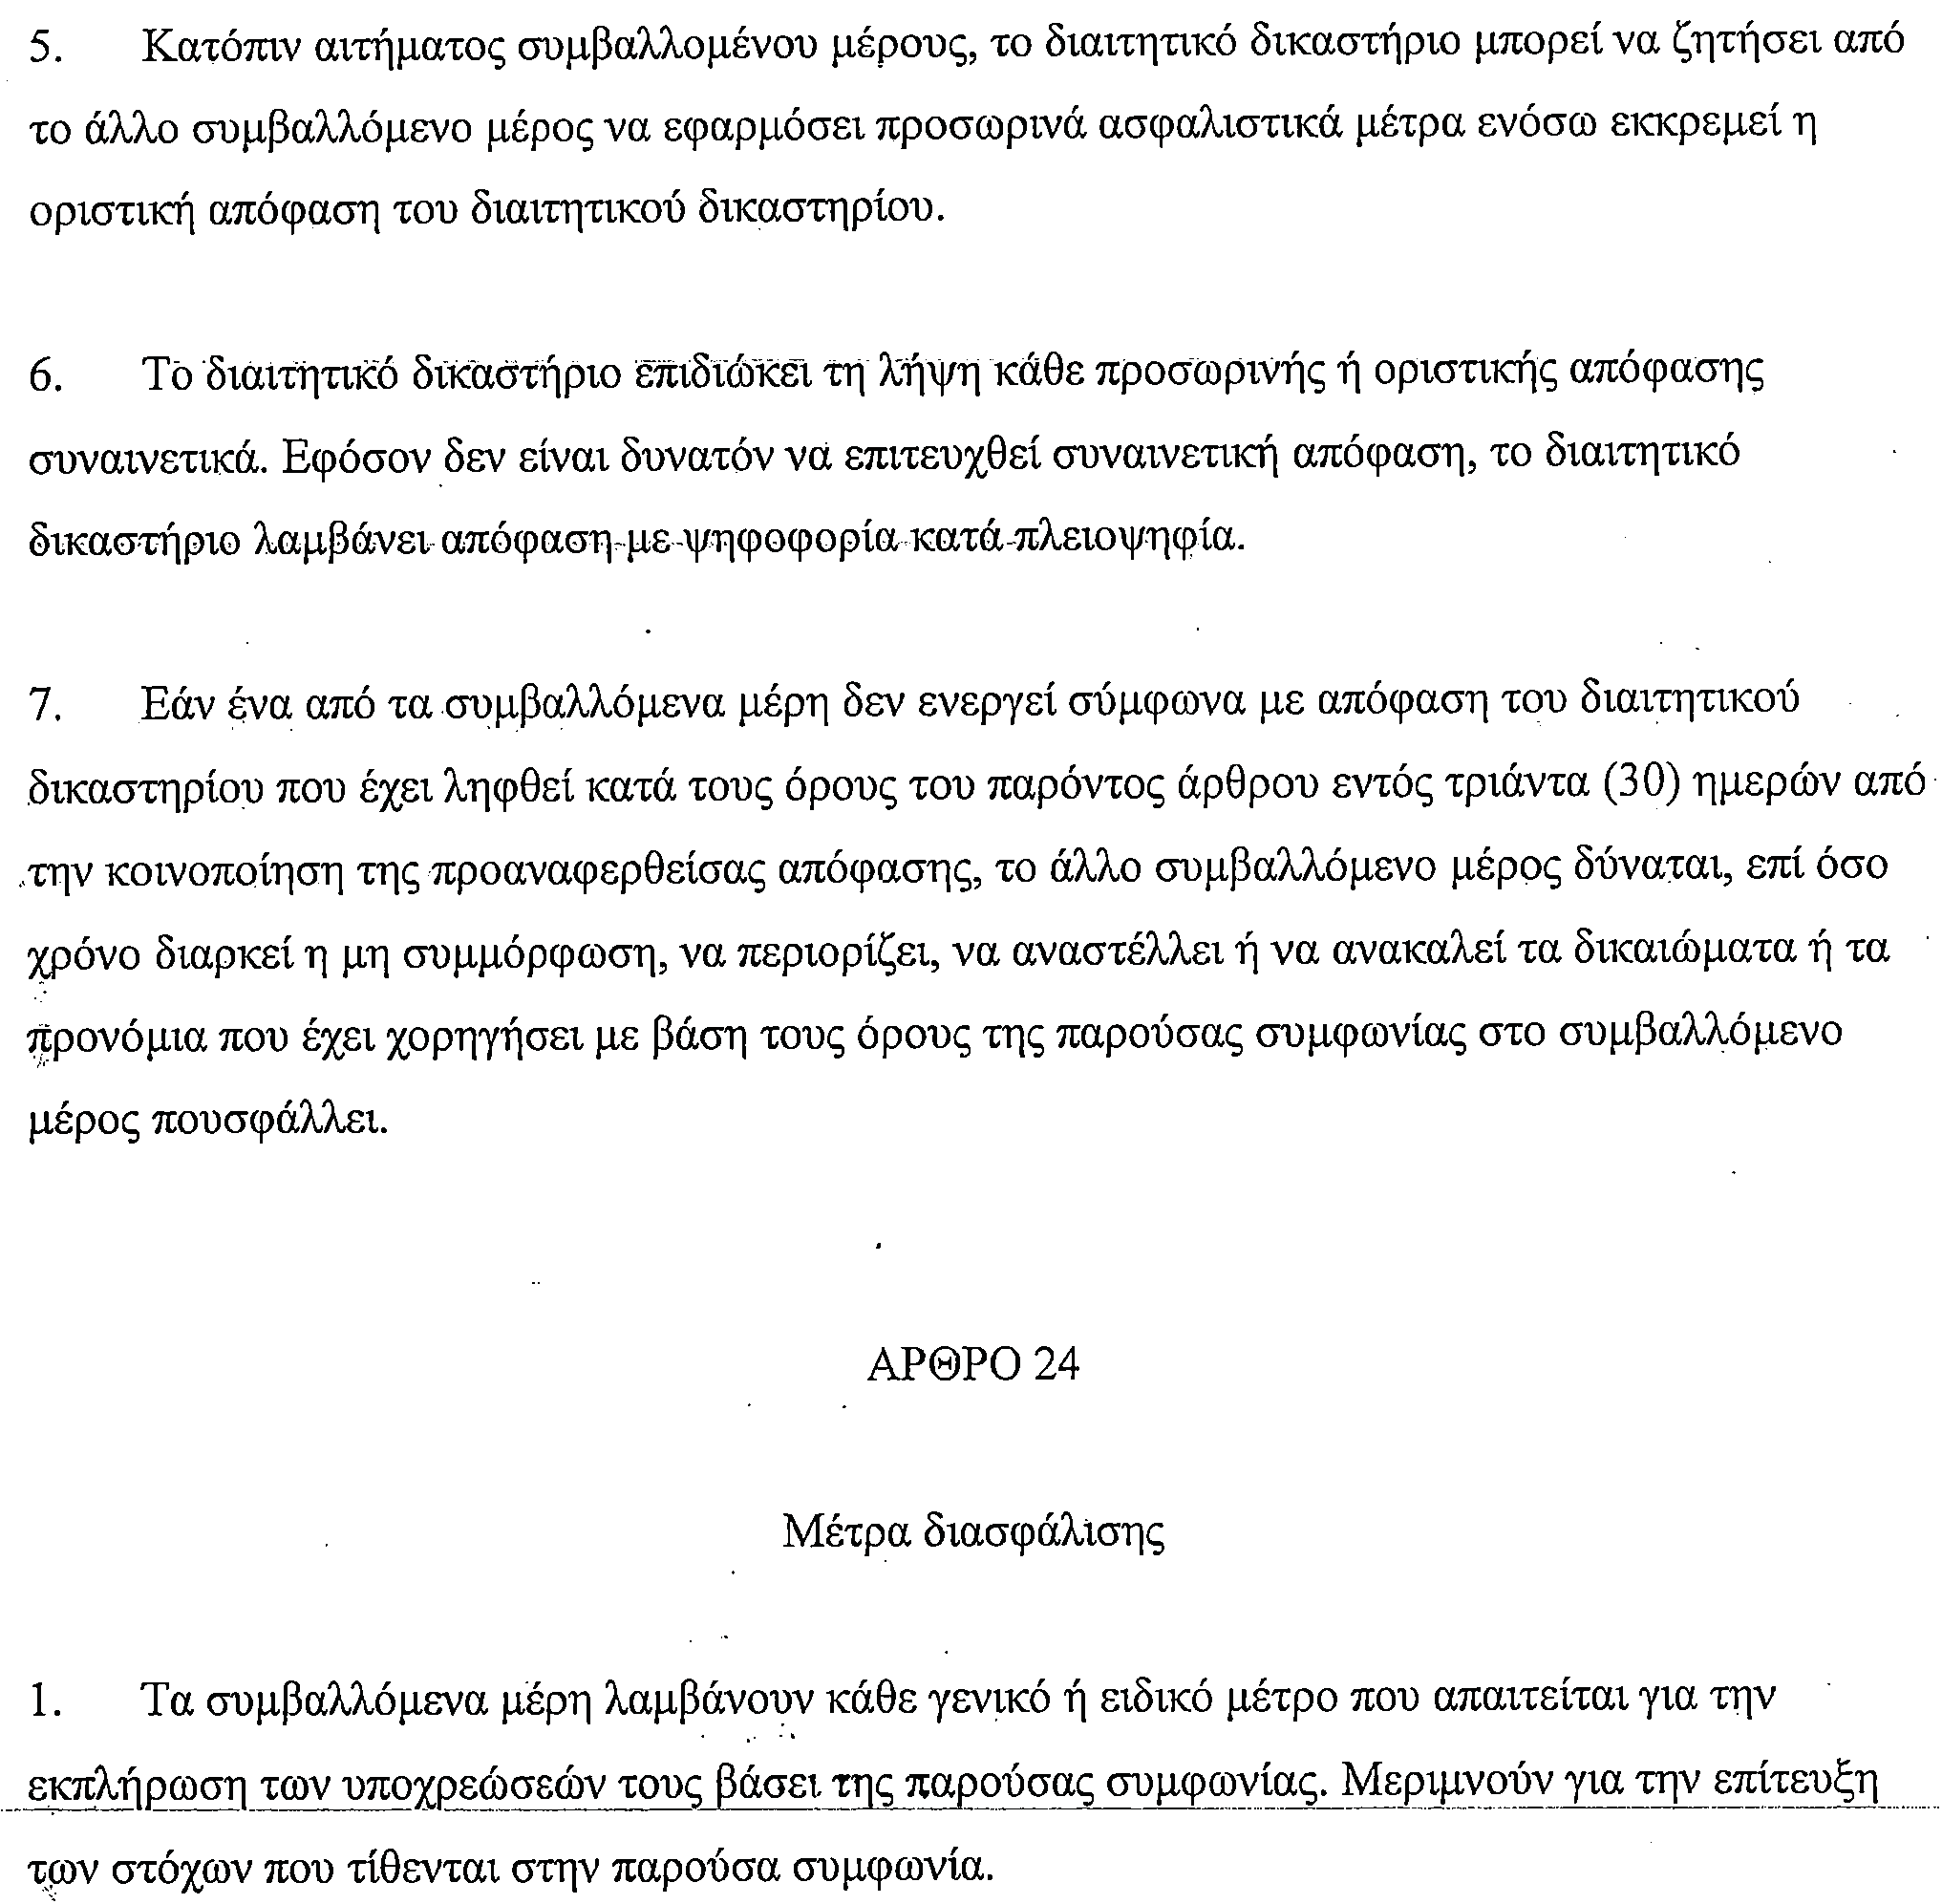 5. Κατόπιν αιτήματος συμβαλλομένου μέρους, το διαιτητικό δικαστήριο μπορεί να ζητήσει από
το άλλο συμβαλλόμενο μέρος να εφαρμόσει προσωρινά ασφαλιστικά μέτρα ενόσω εκκρεμεί η
οριστική απόφαση του διαιτητικού δικαστηρίου.
6. Το διαιτητικό δικαστήριο επιδιώκει τη λήψη κάθε προσωρινής ή οριστικής απόφασης
συναινετικά. Εφόσον δεν είναι δυνατόν να επιτευχθεί συναινετική απόφαση, το διαιτητικό
δικαστήριο λαμβάνει απόφαση με ψηφοφορία κατά πλειοψηφία.
7. Εάν ένα από τα συμβαλλόμενα μέρη δεν ενεργεί σύμφωνα με απόφαση του διαιτητικού
δικαστηρίου που έχει ληφθεί κατά τους όρους του παρόντος άρθρου εντός τριάντα (30) ημερών από
την κοινοποίηση της προαναφερθείσας απόφασης, το άλλο συμβαλλόμενο μέρος δύναται, επί όσο
χρόνο διαρκεί η μη συμμόρφωση, να περιορίζει, να αναστέλλει ή να ανακαλεί τα δικαιώματα ή τα
προνόμια που έχει χορηγήσει με βάση τους όρους της παρούσας συμφωνίας στο συμβαλλόμενο
μέρος πουσφάλλει.
ΑΡΘΡΟ 24
Μέτρα διασφάλισης
1. Τα συμβαλλόμενα μέρη λαμβάνουν κάθε γενικό ή ειδικό μέτρο που απαιτείται για την
εκπλήρωση των υποχρεώσεών τους βάσει της παρούσας συμφωνίας. Μεριμνούν για την επίτευξη
των στόχων που τίθενται στην παρούσα συμφωνία.